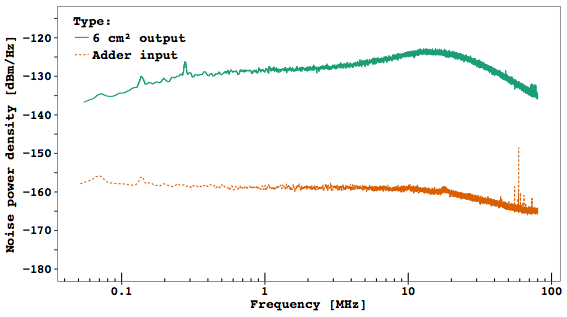 Type:
6 cm² output
Adder input
Noise power density [dBm/Hz]
−120
−130
−140
−150
−160
−170
−180
0.1
1
10
100
Frequency [MHz]